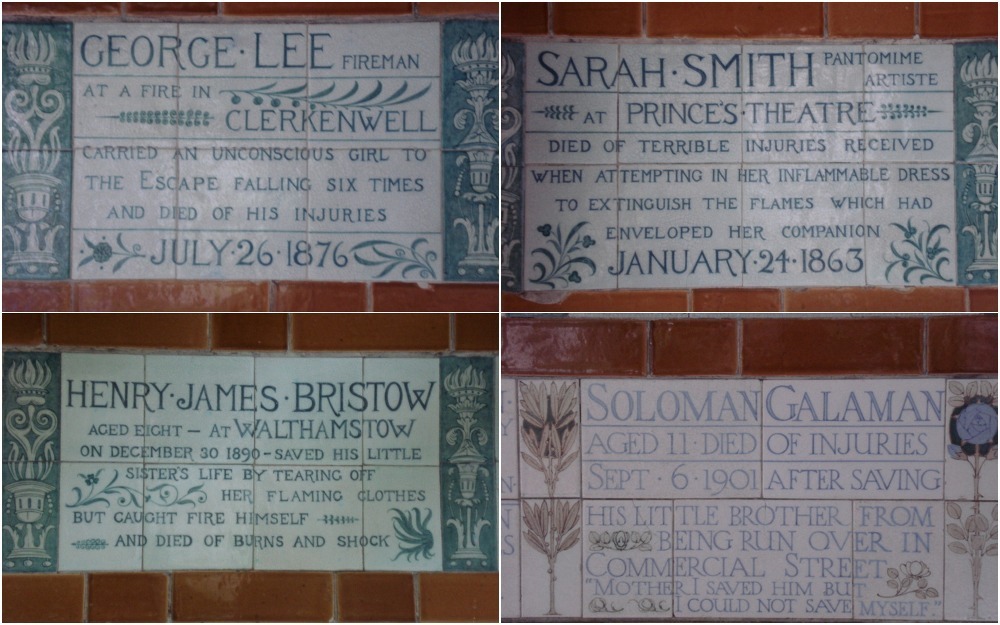 GEORGE·LEE FIREMAN
AT A FIRE IN
CLERKENWELL
CARRIED AN UNCONSCIOUS GIRL TO
THE ESCAPE FALLING SIX TIMES
AND DIED OF HIS INJURIES
·JULY·26·1876
SARAH·SMITH PANTOMIME
ARTISTE
AT PRINCE'S·THEATRE
DIED OF TERRIBLE INJURIES RECEIVED
WHEN ATTEMPTING IN HER INFLAMMABLE DRESS
TO EXTINGUISH THE FLAMES WHICH HAD
ENVELOPED HER COMPANION
JANUARY·24·1863
HENRY·JAMES·BRISTOW
AGED EIGHT — AT WALTHAMSTOW
ON DECEMBER 30 1890 - SAVED HIS LITTLE
SISTER'S LIFE BY TEARING OFF
HER FLAMING CLOTHES
BUT CAUGHT FIRE HIMSELF
AND DIED OF BURNS AND SHOCK
SOLOMAN GALAMAN
AGED 11·DIED OF INJURIES
SEPT·6·1901 AFTER SAVING
HIS LITTLE BROTHER FROM
BEING RUN OVER IN
COMMERCIAL STREET
"MOTHER I SAVED HIM BUT
I COULD NOT SAVE MYSELF."